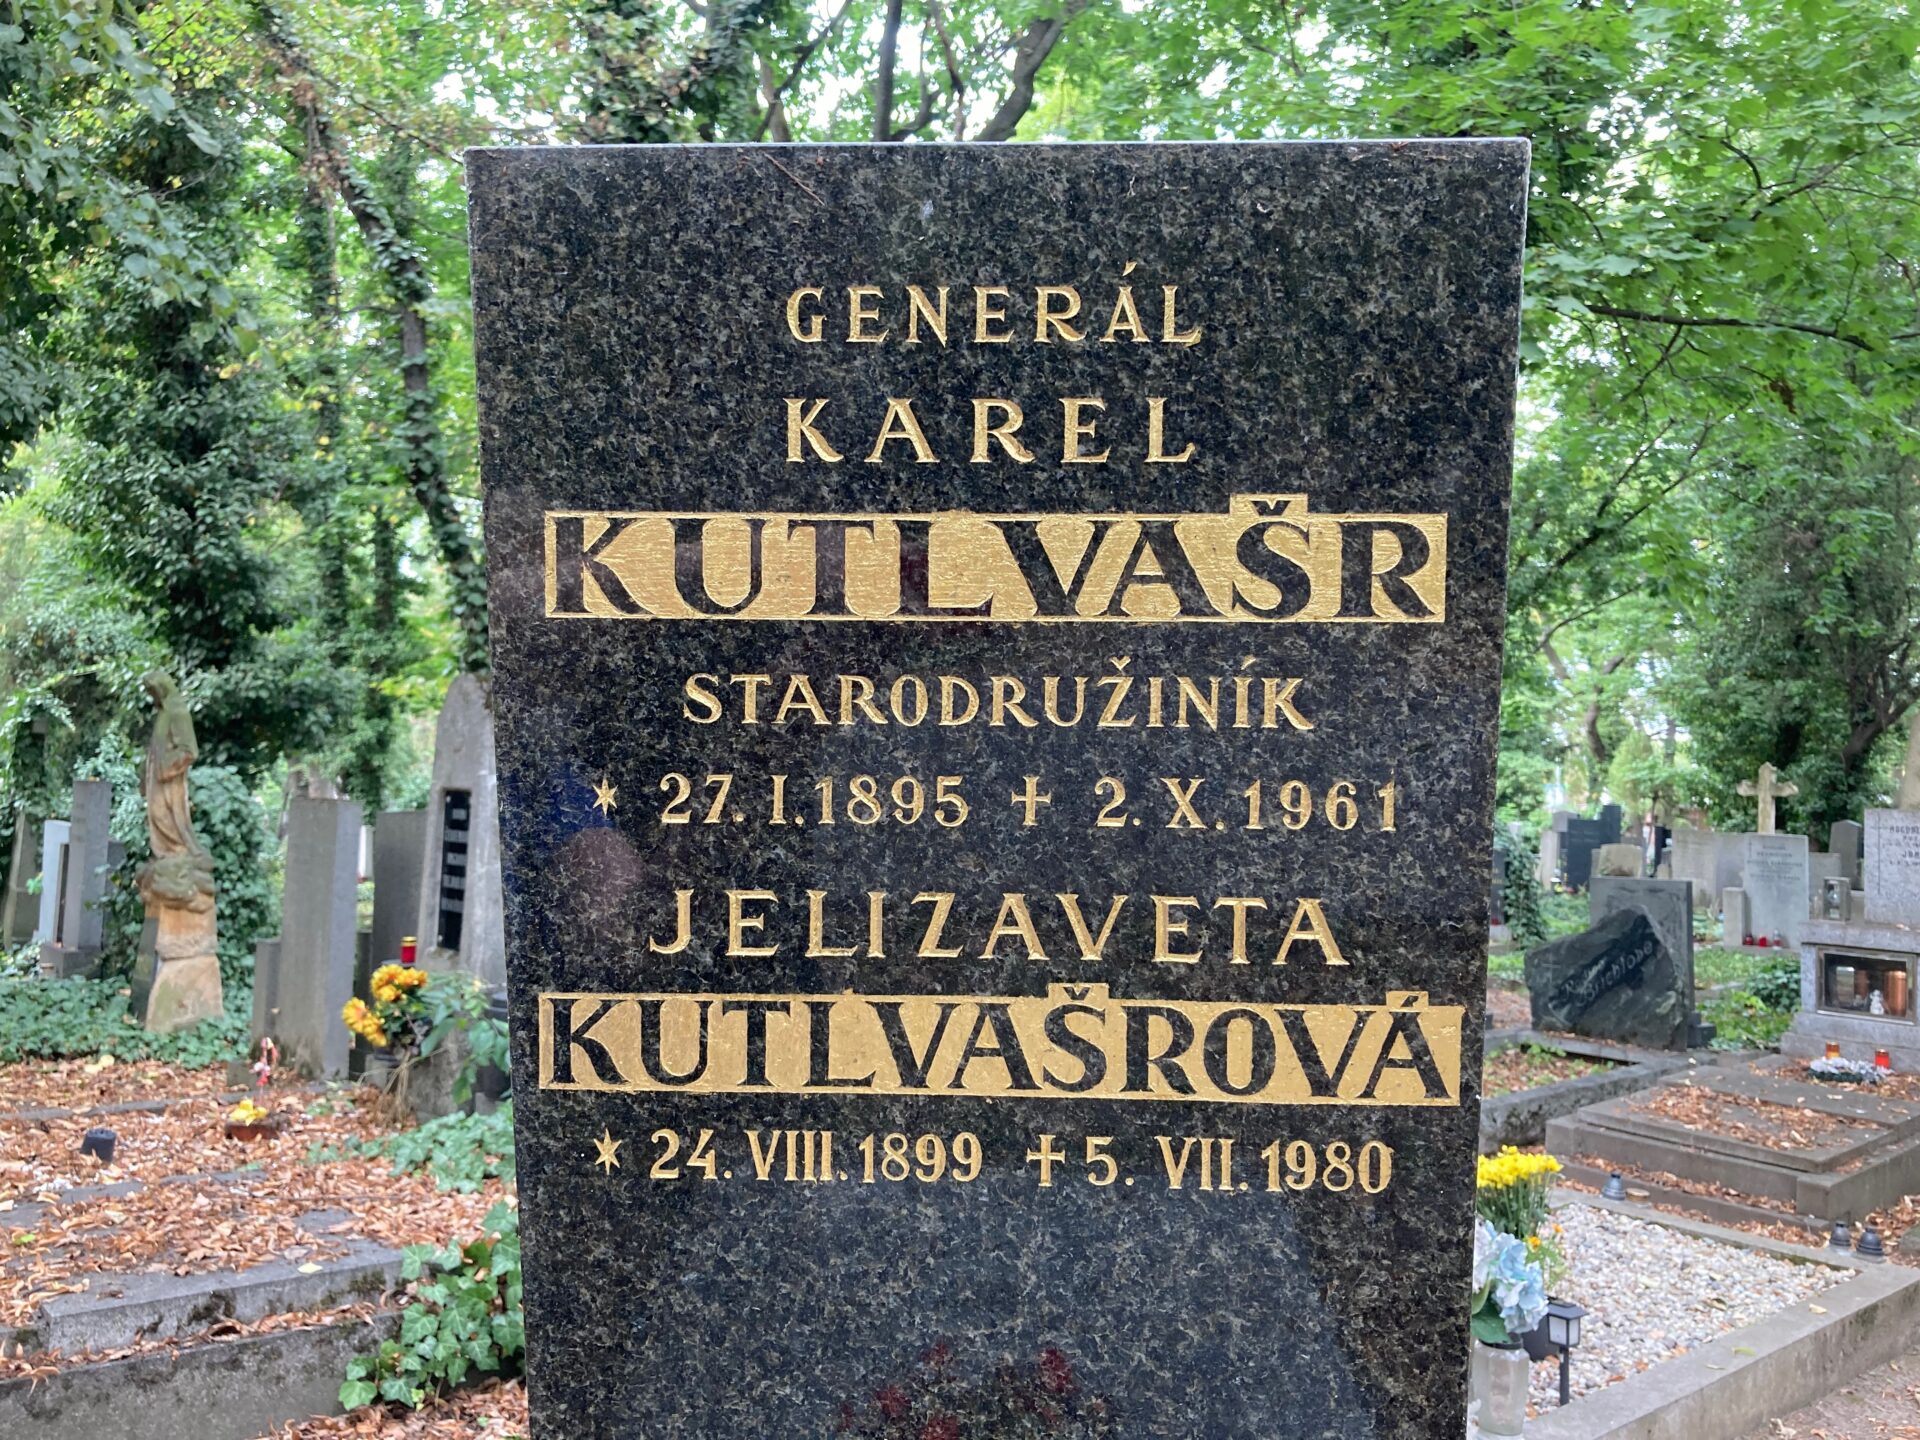 GENERÁL
KAREL
KUTLVAŠR
STARODRUŽINÍK
* 27. I. 1895 + 2. X. 1961
JELIZAVETA
KUTLVAŠROVÁ
* 24. VIII. 1899 + 5. VII. 1980